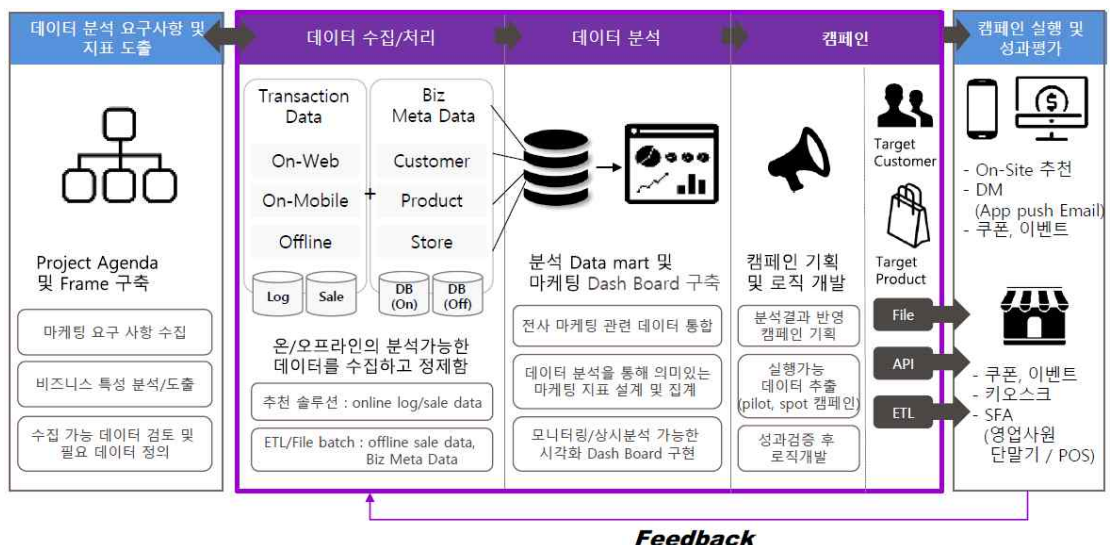 데이터 분석 요구사항 및
지표 도출
데이터 수집/처리
데이터 분석
캠페인
캠페인 실행 및
성과평가
Project Agenda
및 Frame 구축
마케팅 요구 사항 수집
비즈니스 특성 분석/도출
수집 가능 데이터 검토 및
필요 데이터 정의
Transaction
Data
On-Web
On-Mobile
Offline
Log
Sale
+
Biz
Meta Data
Customer
Product
Store
DB
(On)
DB
(Off)
온/오프라인의 분석가능한
데이터를 수집하고 정제함
추천 솔루션 : online log/sale data
ETL/File batch : offline sale data,
Biz Meta Data
분석 Data mart 및
마케팅 Dash Board 구축
전사 마케팅 관련 데이터 통합
데이터 분석을 통해 의미있는
마케팅 지표 설계 및 집계
모니터링/상시분석 가능한
시각화 Dash Board 구현
캠페인 기획
및 로직 개발
분석결과 반영
캠페인 기획
실행가능
데이터 추출
(pilot, spot 캠페인)
성과검증 후
로직개발
Target
Customer
Target
Product
File
API
ETL
- On-Site 추천
- DM
(App push Email)
- 쿠폰, 이벤트
- 쿠폰, 이벤트
- 키오스크
- SFA
(영업사원
단말기 / POS)
Feedback